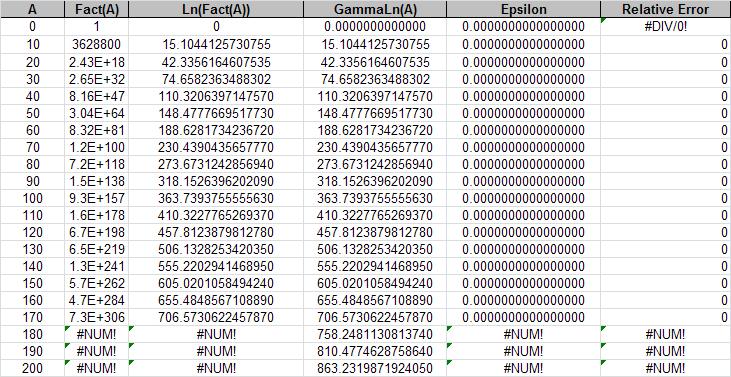 A Fact(A) Ln(Fact(A)) GammaLn(A) Epsilon Relative Error
0 1 0 0.0000000000000 0.0000000000000000 #DIV/0!
10 3628800 15.1044125730755 15.1044125730755 0.0000000000000000 0
20 2.43E+18 42.3356164607535 42.3356164607535 0.0000000000000000 0
30 2.65E+32 74.6582363488302 74.6582363488302 0.0000000000000000 0
40 8.16E+47 110.3206397147570 110.3206397147570 0.0000000000000000 0
50 3.04E+64 148.4777669517730 148.4777669517730 0.0000000000000000 0
60 8.32E+81 188.6281734236720 188.6281734236720 0.0000000000000000 0
70 1.2E+100 230.4390435657770 230.4390435657770 0.0000000000000000 0
80 7.2E+118 273.6731242856940 273.6731242856940 0.0000000000000000 0
90 1.5E+138 318.1526396202090 318.1526396202090 0.0000000000000000 0
100 9.3E+157 363.7393755555630 363.7393755555630 0.0000000000000000 0
110 1.6E+178 410.3227765269370 410.3227765269370 0.0000000000000000 0
120 6.7E+198 457.8123879812780 457.8123879812780 0.0000000000000000 0
130 6.5E+219 506.1328253420350 506.1328253420350 0.0000000000000000 0
140 1.3E+241 555.2202941468950 555.2202941468950 0.0000000000000000 0
150 5.7E+262 605.0201058494240 605.0201058494240 0.0000000000000000 0
160 4.7E+284 655.4848567108890 655.4848567108890 0.0000000000000000 0
170 7.3E+306 706.5730622457870 706.5730622457870 0.0000000000000000 0
180 #NUM! #NUM! 758.2481130813740 #NUM! #NUM!
190 #NUM! #NUM! 810.4774628758640 #NUM! #NUM!
200 #NUM! #NUM! 863.2319871924050 #NUM! #NUM!